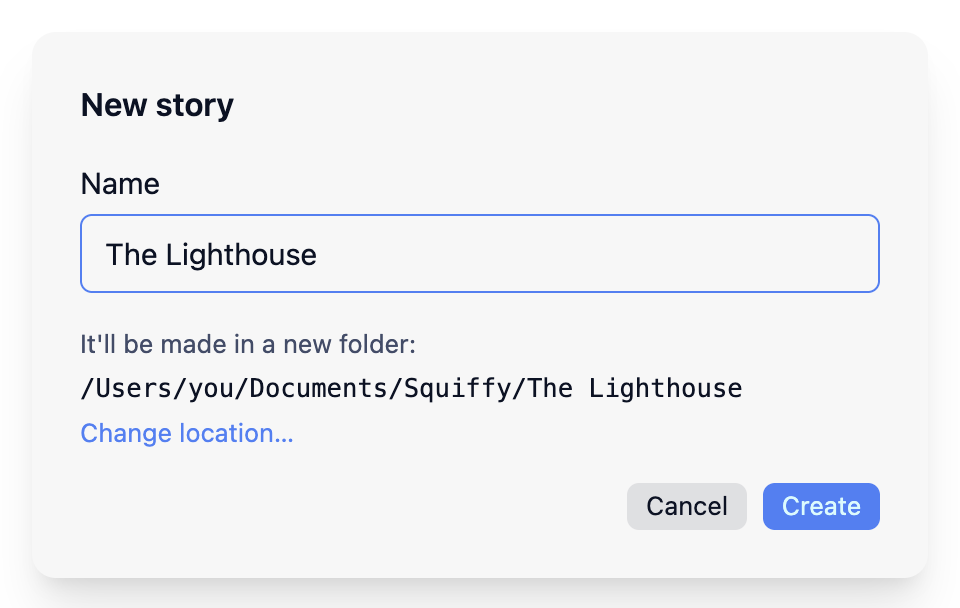 New story
Name
The Lighthouse
It'll be made in a new folder:
/Users/you/Documents/Squiffy/The Lighthouse
Change location...
Cancel
Create